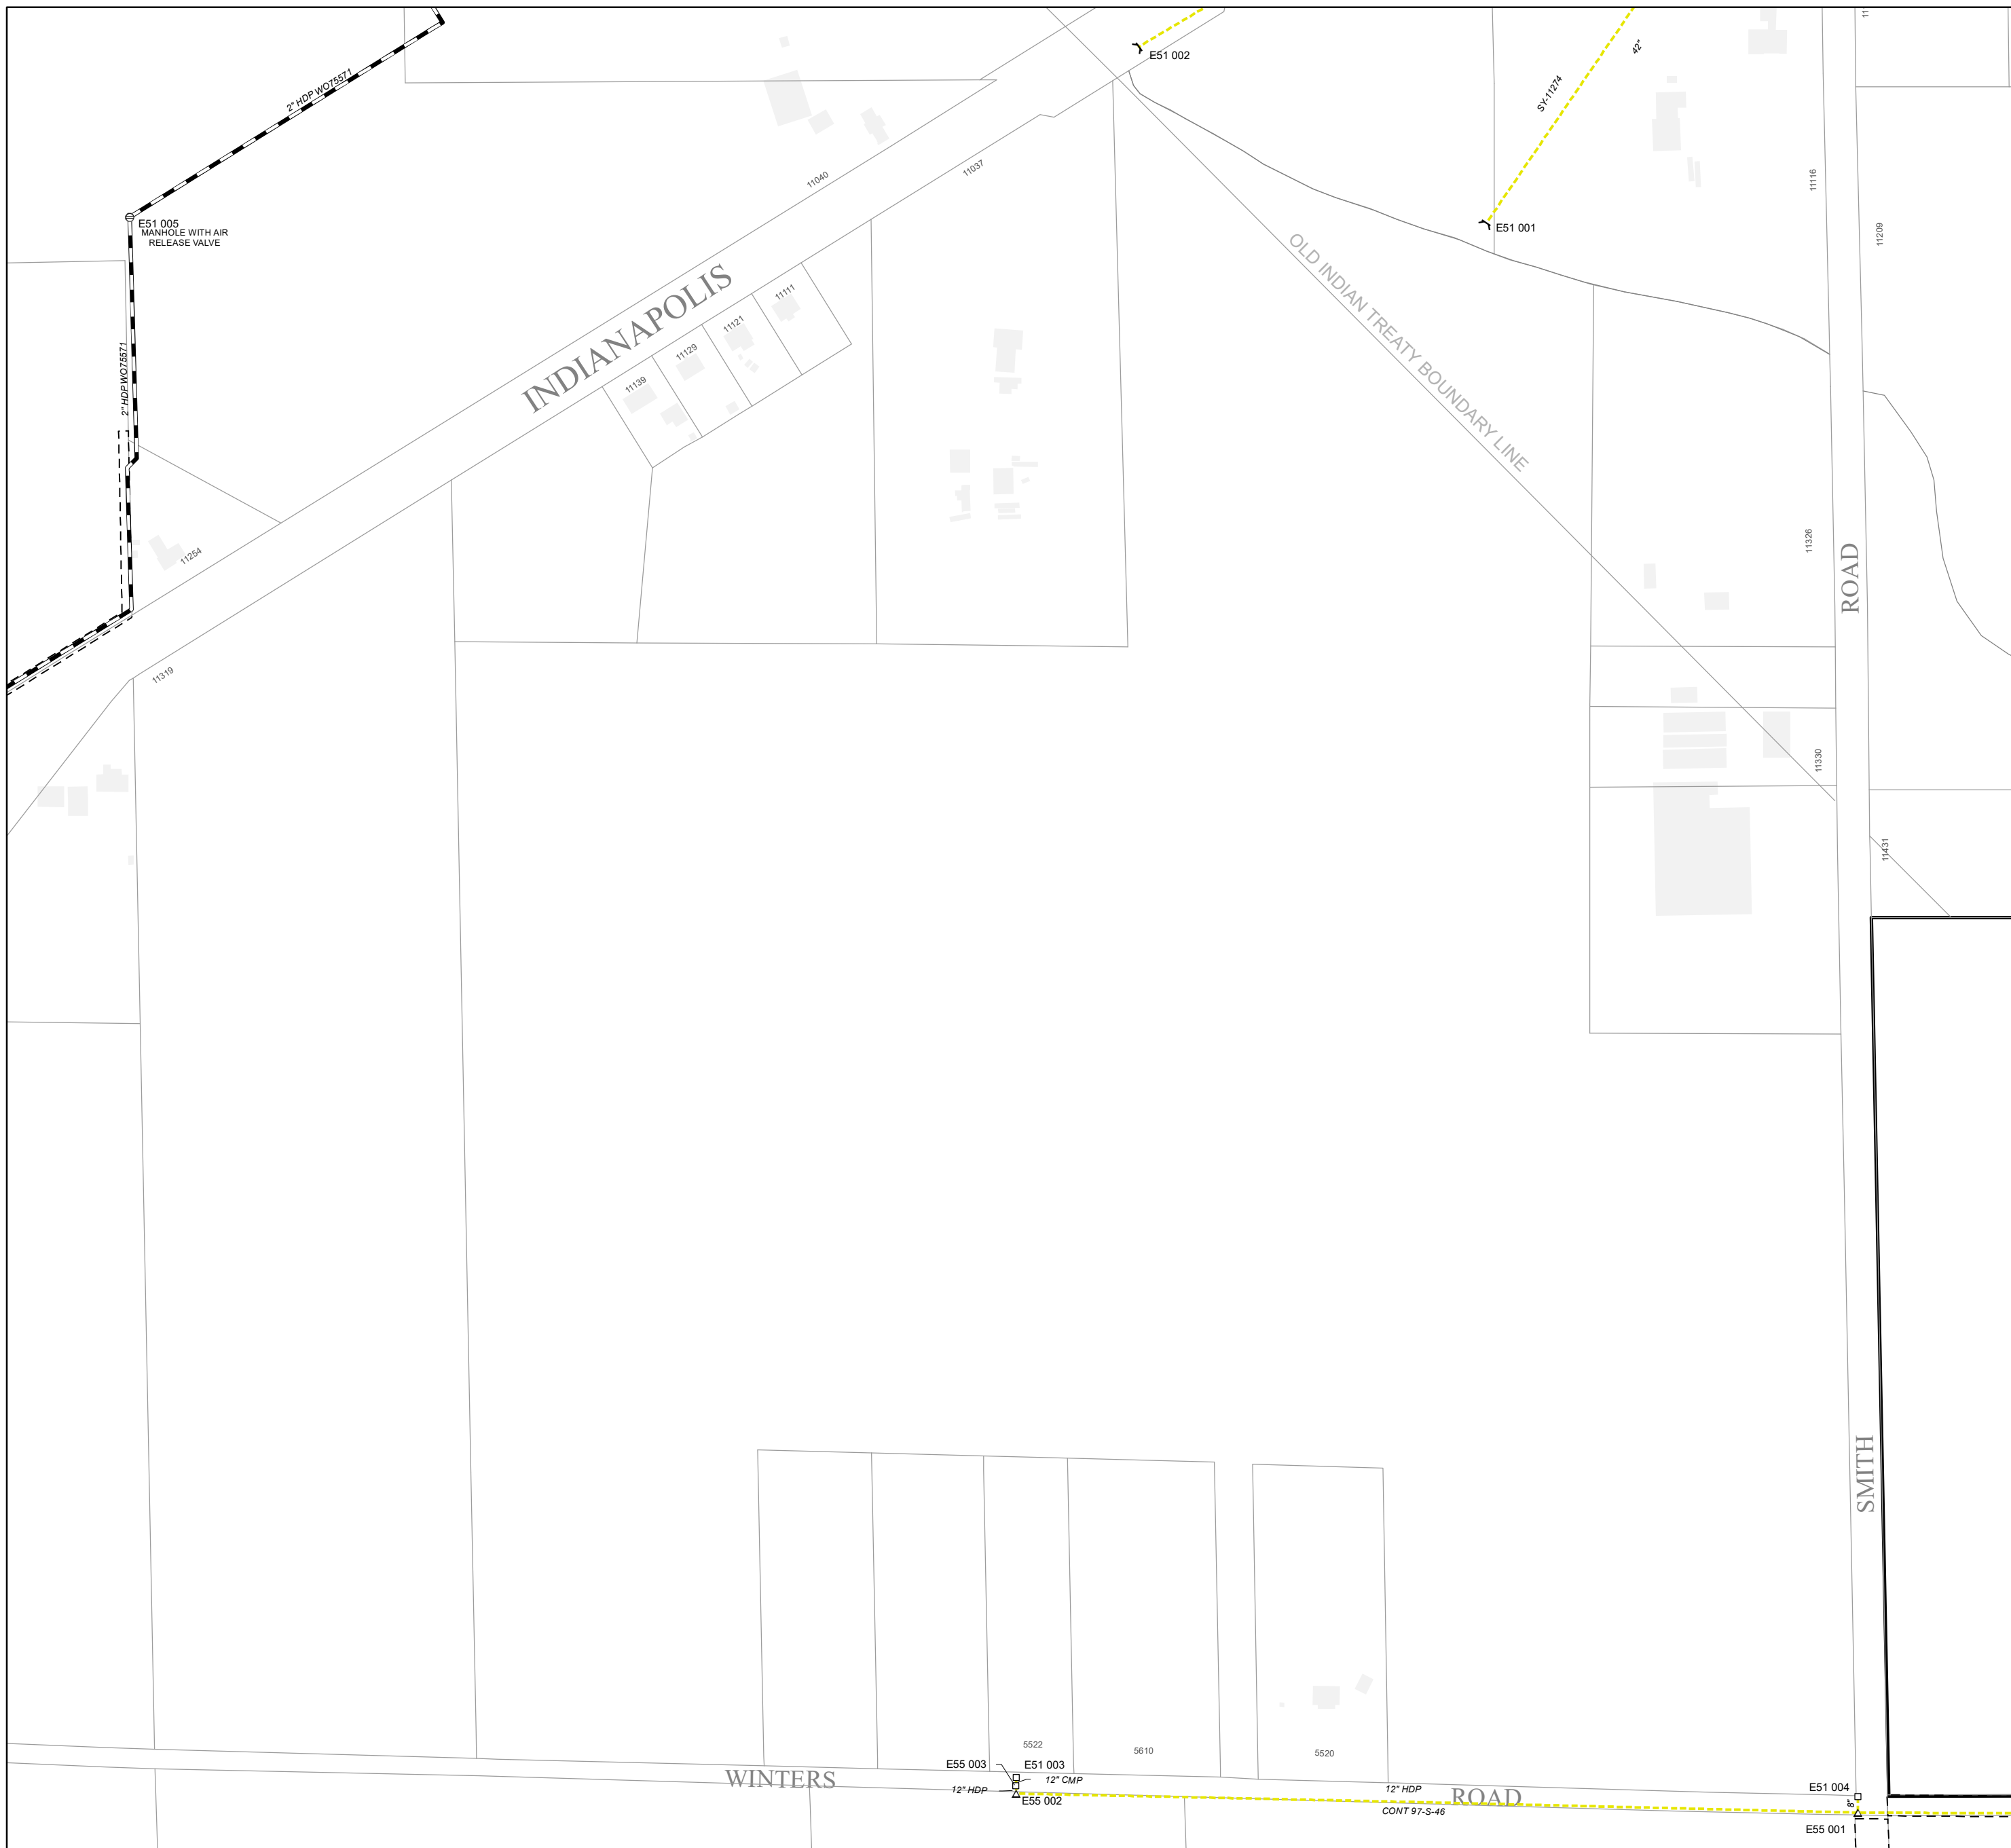 11
E51 002
42"
2" HDP WO75571
SY-11274
11040
11037
11116
E51 005
MANHOLE WITH AIR
RELEASE VALVE
E51 001
11209
OLD INDIAN TREATY BOUNDARY LINE
INDIANAPOLIS
11111
11121
11129
11139
2" HDP WO75571
11254
11326
ROAD
11319
11330
11431
SMITH
5522
5610
5520
E55 003
E51 003
WINTERS
12" CMP
12" HDP
12" HDP
ROAD
E51 004
8"
E55 002
CONT 97-S-46
E55 001